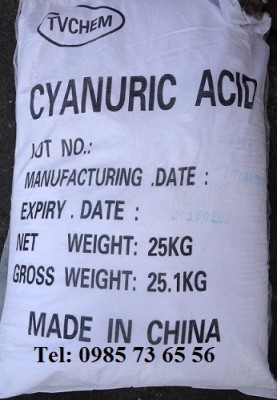 TVCHEM
CYANURIC ACID
LOT NO.:
MANUFACTURING .DATE :
EXPIRY . DATE :
NET WEIGHT: 25KG
GROSS WEIGHT: 25.1KG
MADE IN CHINA
Tel: 0985 73 65 56